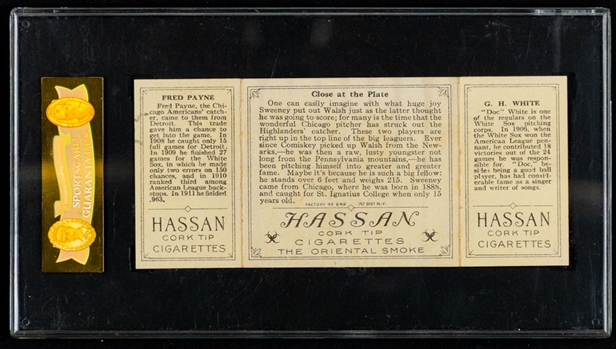 SPORTSCARD
GUARANTY
FRED PAYNE
Fred Payne, the Chi-
cago Americans' catch-
er, came to them from
Detroit. This trade
gave him a chance to
get into the game. In
1908 he caught only 15
full games for Detroit.
In 1909 he finished 27
games for the White
Sox, in which he made
only two errors on 150
chances, and in 1910
ranked third among
American League back-
stops. In 1911 he fielded
.963.
HASSAN
CORK TIP
CIGARETTES
Close at the Plate
One can easily imagine with what huge joy
Sweeney put out Walsh just as the latter thought
he was going to score; for many is the time that the
wonderful Chicago pitcher has struck out the
Highlanders' catcher. These two players are
right up in the top line of the big leaguers. Ever
since Comiskey picked up Walsh from the New-
arks,—he was then a raw, lusty youngster not
long from the Pennsylvania mountains,—he has
been pitching himself into greater and greater
fame. Maybe it's because he is such a big fellow:
he stands over 6 feet and weighs 215. Sweeney
came from Chicago, where he was born in 1888,
and caught for St. Ignatius College when only 15
years old.
FACTORY NO 649 1ST DIST. N.Y.
HASSAN
CORK TIP
CIGARETTES
THE ORIENTAL SMOKE
G. H. WHITE
"Doc" White is one
of the regulars on the
White Sox pitching
corps. In 1906, when
the White Sox won the
American League pen-
nant, he contributed 18
victories out of the 24
games he was respon-
sible for. "Doc," be-
sides being a good ball
player, has had consid-
erable fame as a singer
and writer of songs.
HASSAN
CORK TIP
CIGARETTES